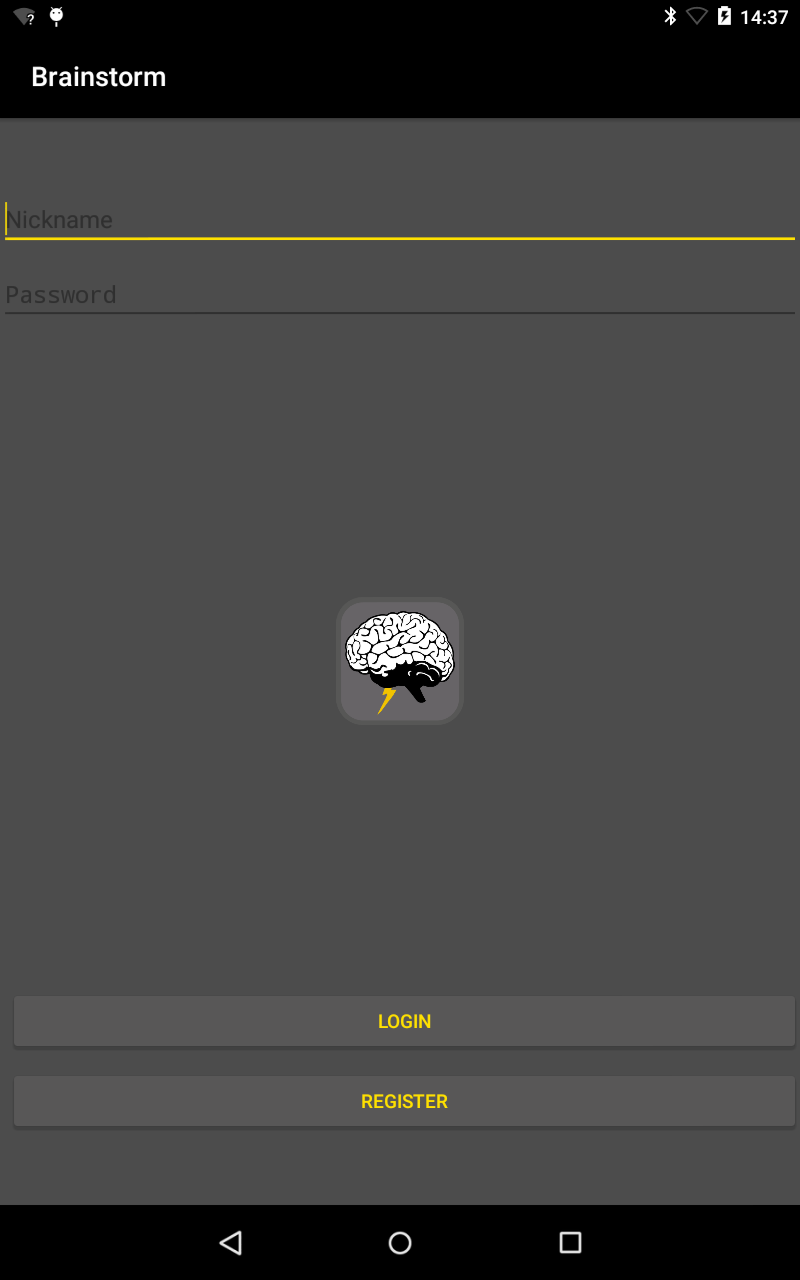 14:37
Brainstorm
Nickname
Password
LOGIN
REGISTER